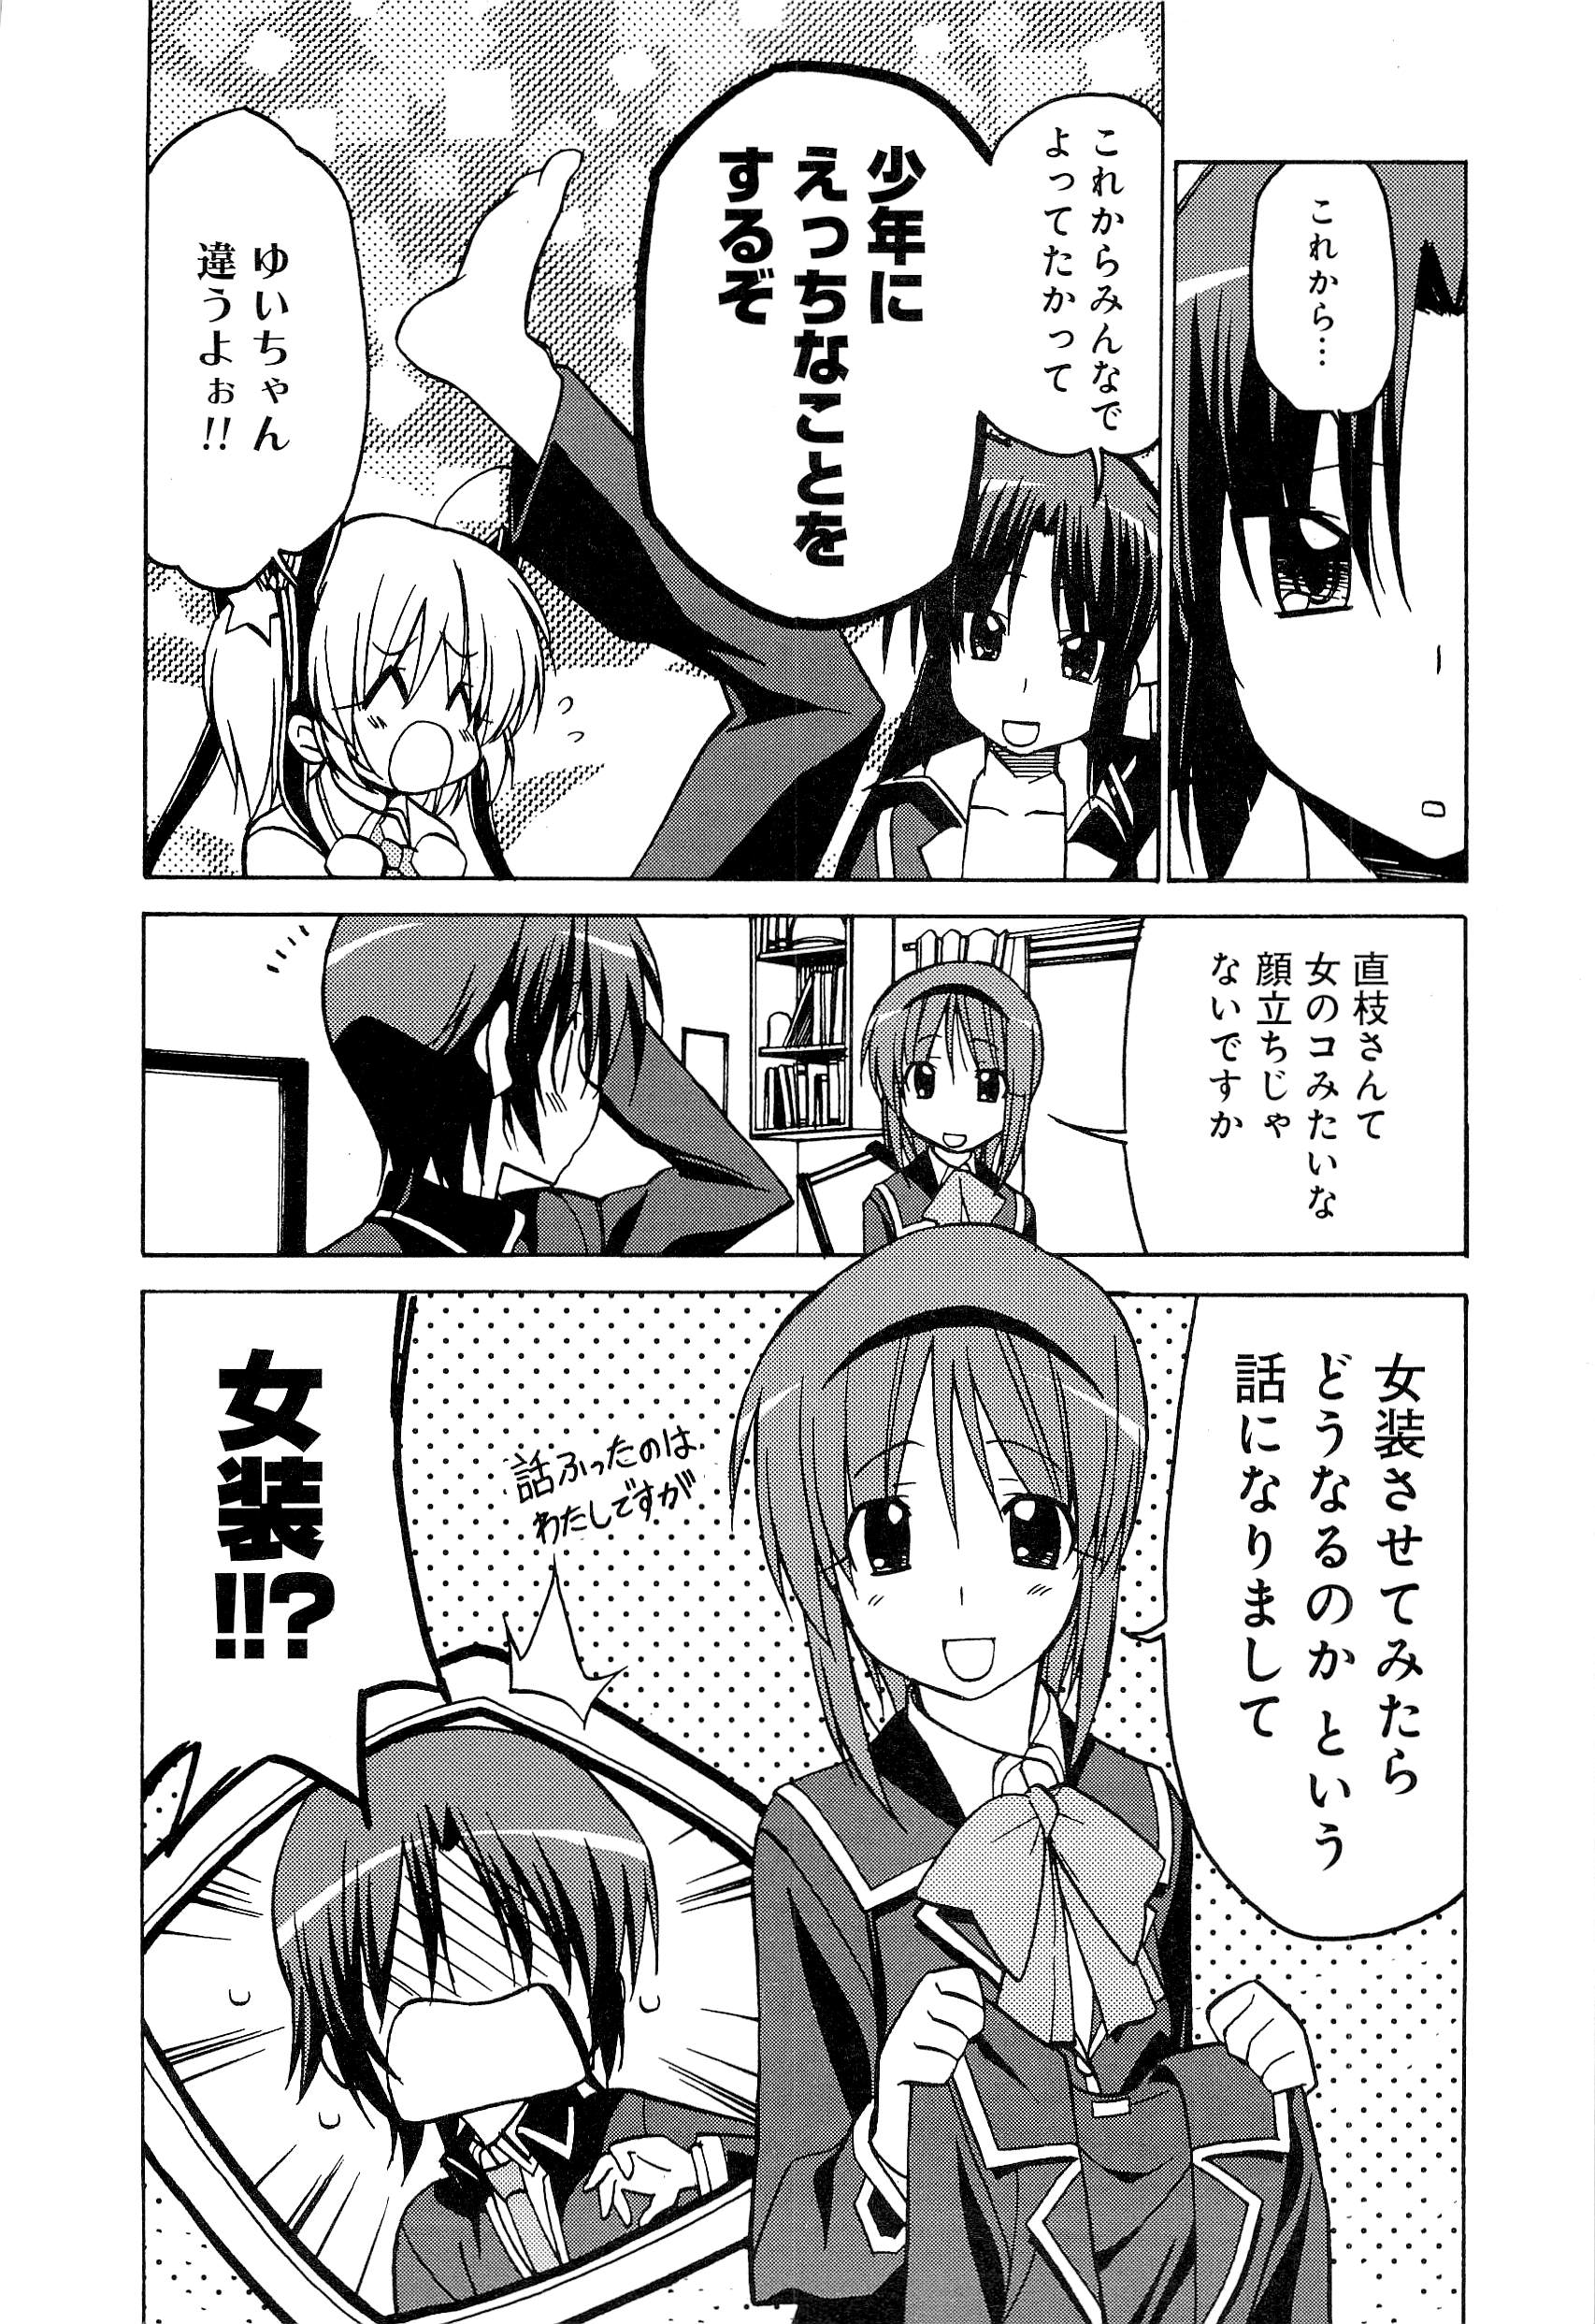 これから…
これからみんなで
よってたかって
少年に
えっちなことを
するぞ
ゆいちゃん
違うよぉ!!
直枝さんて
女のコみたいな
顔立ちじゃ
ないですか
女装させてみたら
どうなるのかという
話になりまして
話ふったのは
わたしですが
女装!!?